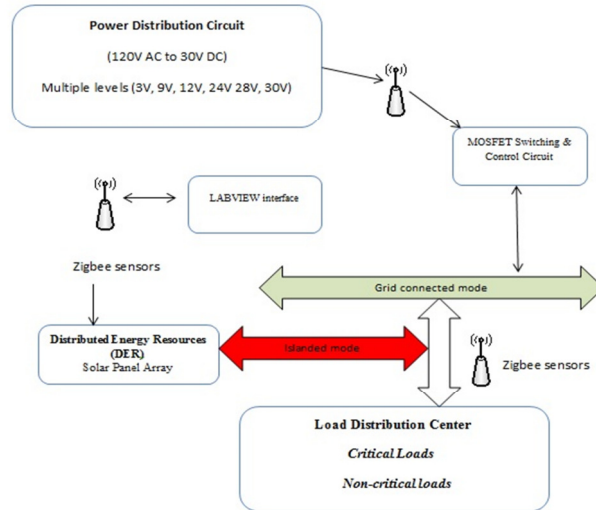 Power Distribution Circuit
(120V AC to 30V DC)
Multiple levels (3V, 9V, 12V, 24V 28V, 30V)
MOSFET Switching &
Control Circuit
LABVIEW interface
Zigbee sensors
Grid connected mode
Distributed Energy Resources
(DER)
Solar Panel Array
Islanded mode
Zigbee sensors
Load Distribution Center
Critical Loads
Non-critical loads